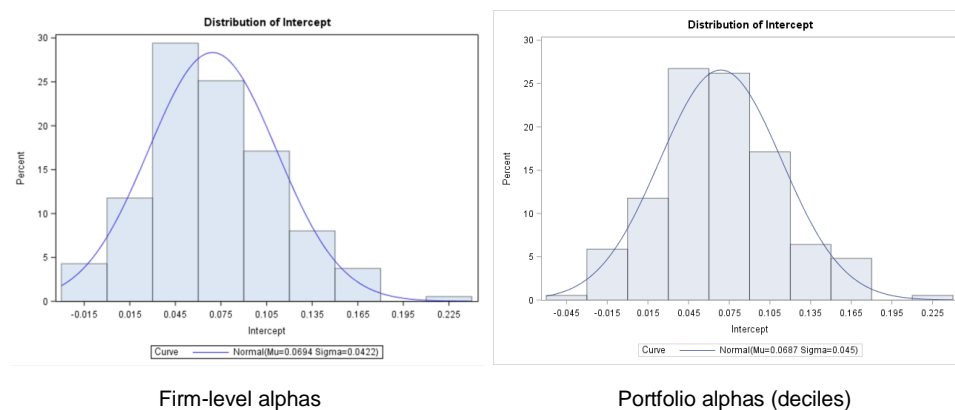 Distribution of Intercept
30
25
20
15
10
5
0
Percent
-0.015 0.015 0.045 0.075 0.105 0.135 0.165 0.195 0.225
Intercept
Curve Normal(Mu=0.0694 Sigma=0.0422)
Firm-level alphas
Distribution of Intercept
30
25
20
15
10
5
0
Percent
-0.045 -0.015 0.015 0.045 0.075 0.105 0.135 0.165 0.195 0.225
Intercept
Curve Normal(Mu=0.0687 Sigma=0.045)
Portfolio alphas (deciles)